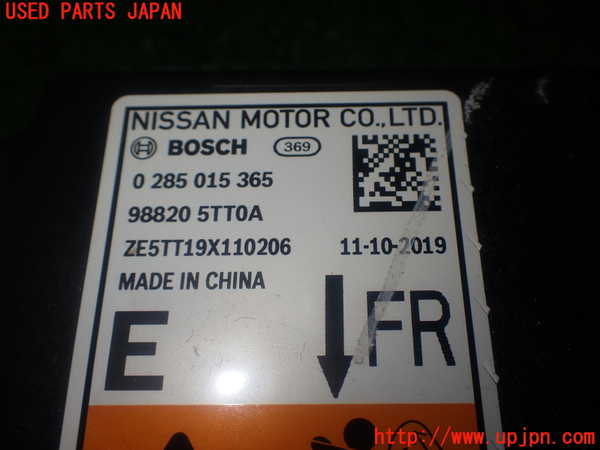 USED PARTS JAPAN
NISSAN MOTOR CO.,LTD.
BOSCH 369
0 285 015 365
98820 5TT0A
ZE5TT19X110206 11-10-2019
MADE IN CHINA
E FR
http://www.upjpn.com